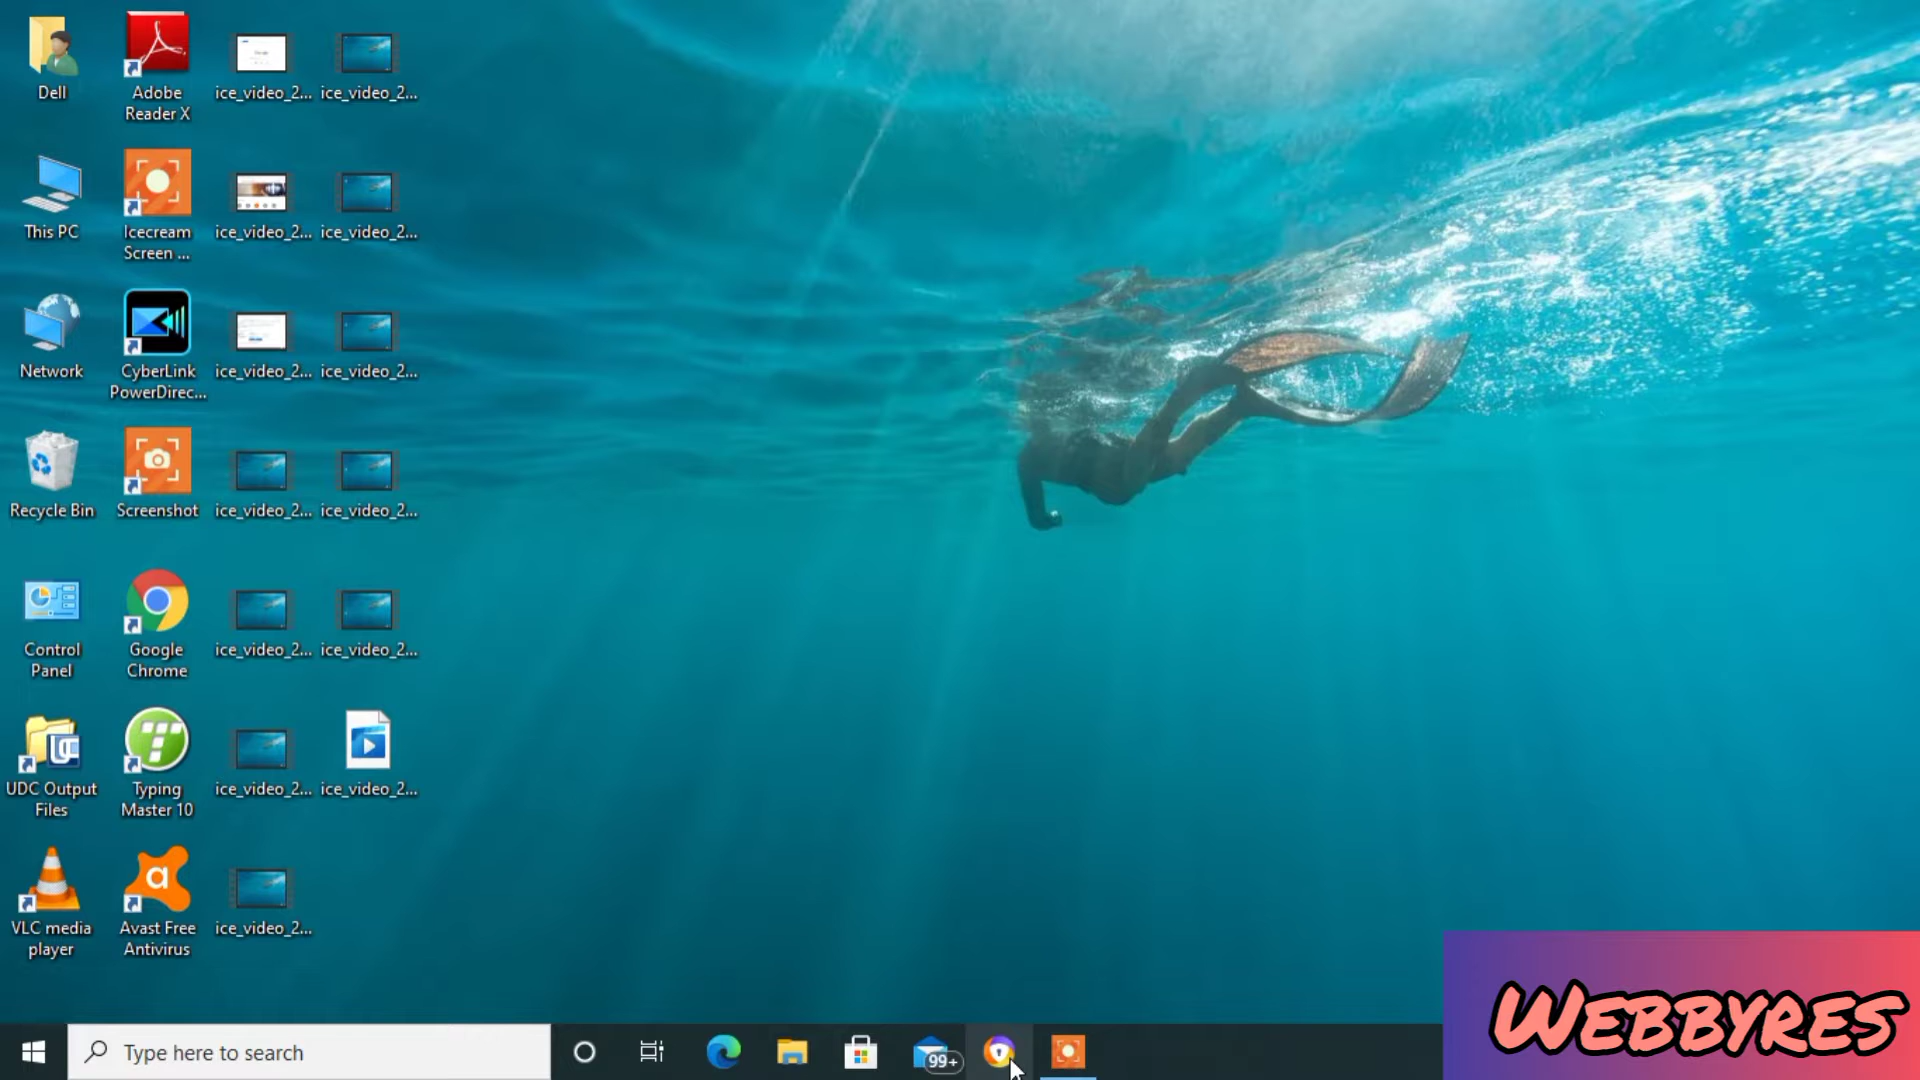 Dell
Adobe
Reader X
ice_video_2...
ice_video_2...
This PC
Icecream
Screen ...
ice_video_2...
ice_video_2...
Network
CyberLink
PowerDirec...
ice_video_2...
ice_video_2...
Recycle Bin
Screenshot
ice_video_2...
ice_video_2...
Control
Panel
Google
Chrome
ice_video_2...
ice_video_2...
UDC Output
Files
Typing
Master 10
ice_video_2...
ice_video_2...
VLC media
player
Avast Free
Antivirus
ice_video_2...
Type here to search
99+
WEBBYRES